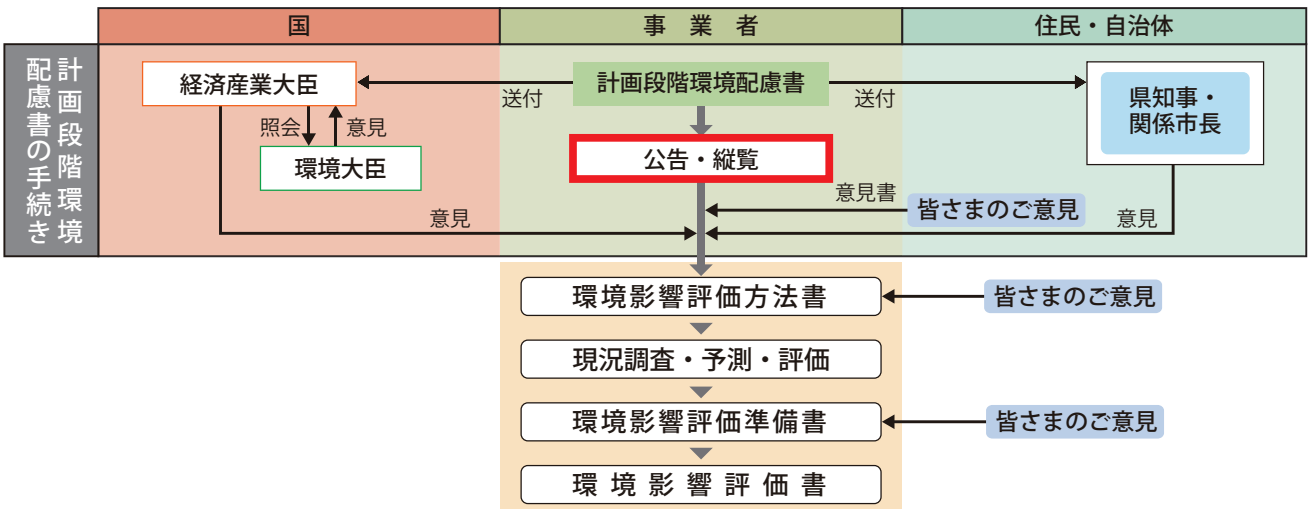 国
事業者
住民・自治体
計画段階環境
配慮書の手続き
経済産業大臣
送付
計画段階環境配慮書
送付
県知事・
関係市長
照会
意見
環境大臣
公告・縦覧
意見書
皆さまのご意見
意見
意見
環境影響評価方法書
皆さまのご意見
現況調査・予測・評価
環境影響評価準備書
皆さまのご意見
環境影響評価書